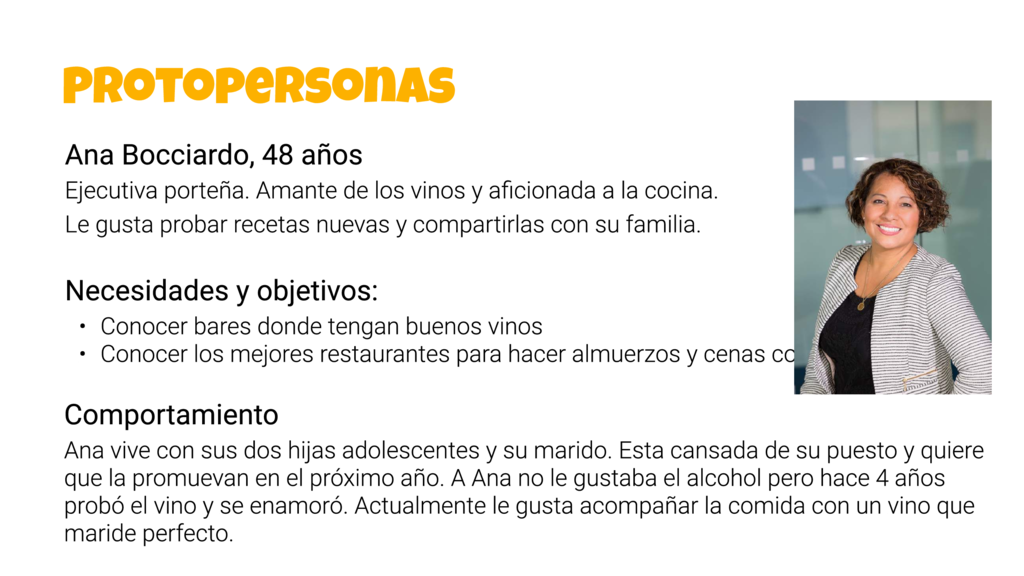 PROTOPERSONAS
Ana Bocciardo, 48 años
Ejecutiva porteña. Amante de los vinos y aficionada a la cocina.
Le gusta probar recetas nuevas y compartirlas con su familia.
Necesidades y objetivos:
• Conocer bares donde tengan buenos vinos
• Conocer los mejores restaurantes para hacer almuerzos y cenas
Comportamiento
Ana vive con sus dos hijas adolescentes y su marido. Esta cansada de su puesto y quiere
que la promuevan en el próximo año. A Ana no le gustaba el alcohol pero hace 4 años
probó el vino y se enamoró. Actualmente le gusta acompañar la comida con un vino que
maride perfecto.